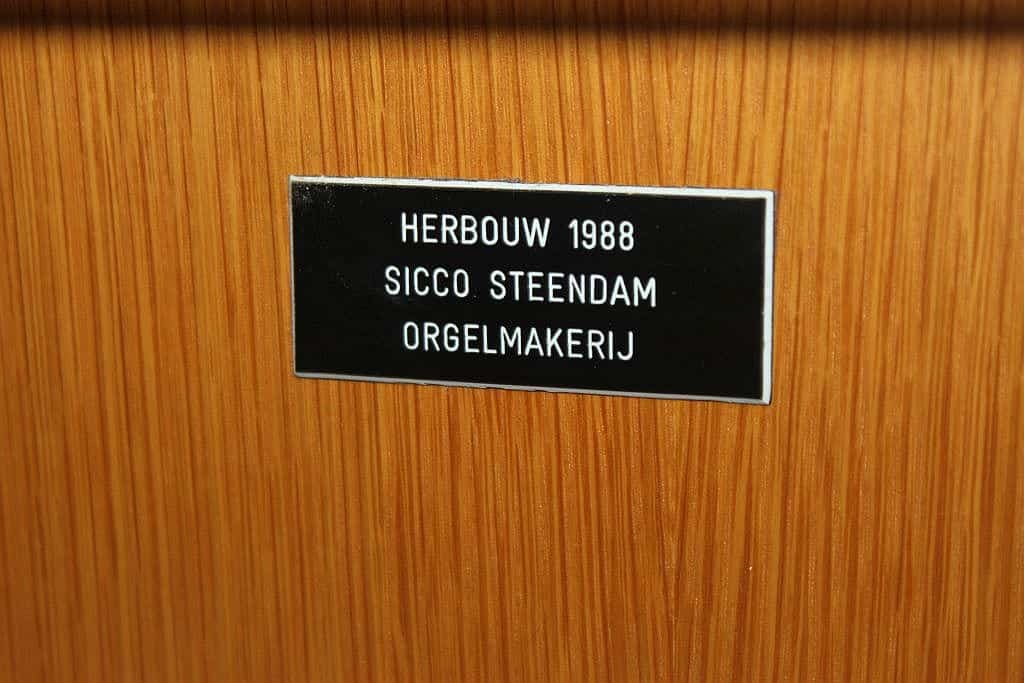 HERBOUW 1988
SICCO STEENDAM
ORGELMAKERIJ